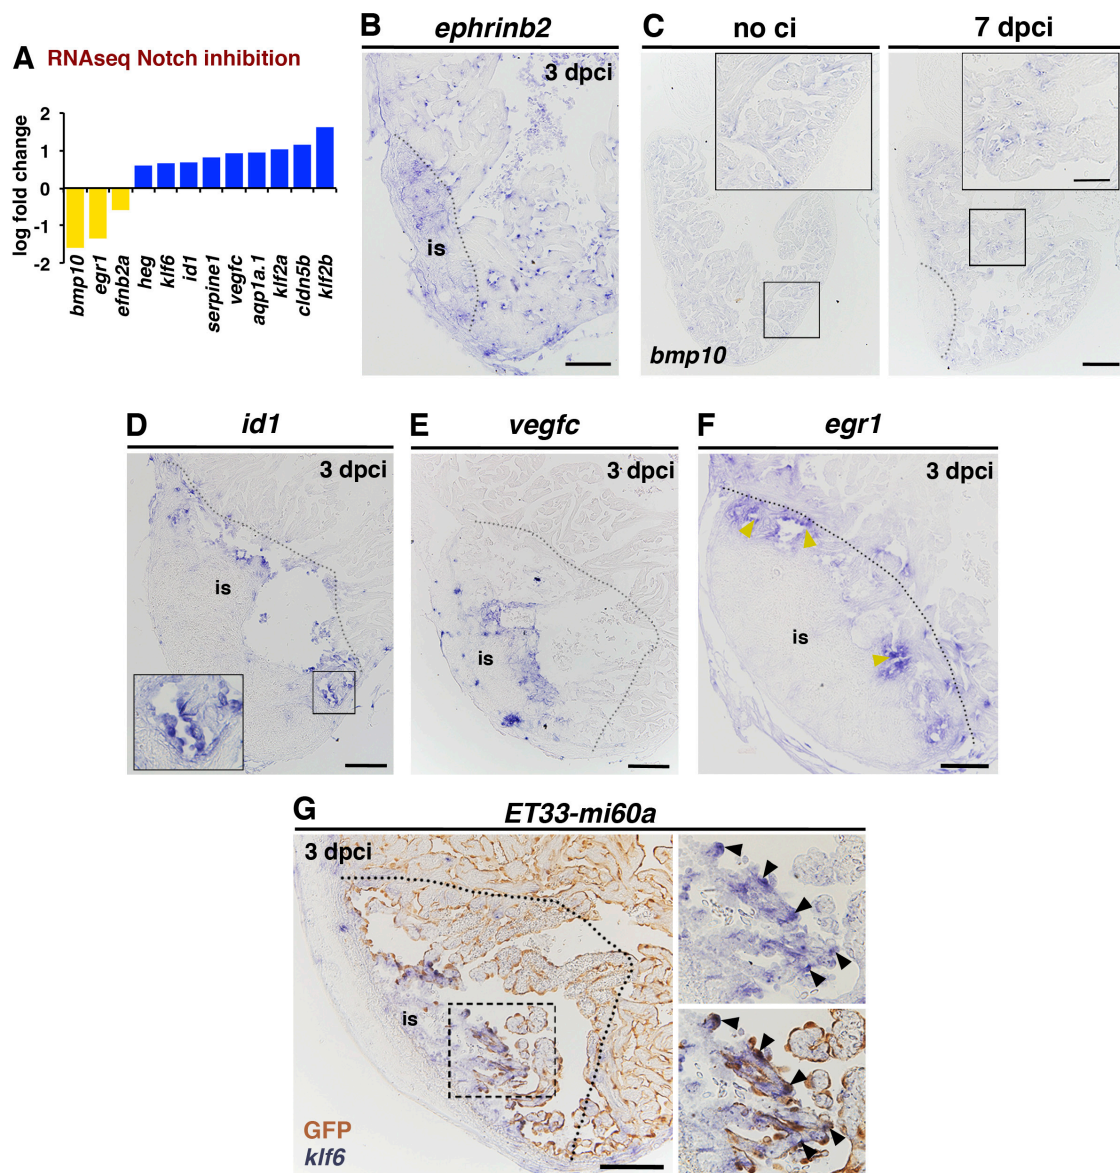 A RNAseq Notch inhibition
log fold change
2
1
0
-1
-2
bmp10
egr1
efnb2a
heg
klf6
id1
serpine1
vegfc
aqp1a.1
klf2a
cldn5b
klf2b
B ephrinb2
3 dpci
is
C no ci
7 dpci
bmp10
D id1
3 dpci
is
E vegfc
3 dpci
is
F egr1
3 dpci
is
G ET33-mi60a
3 dpci
is
GFP
klf6